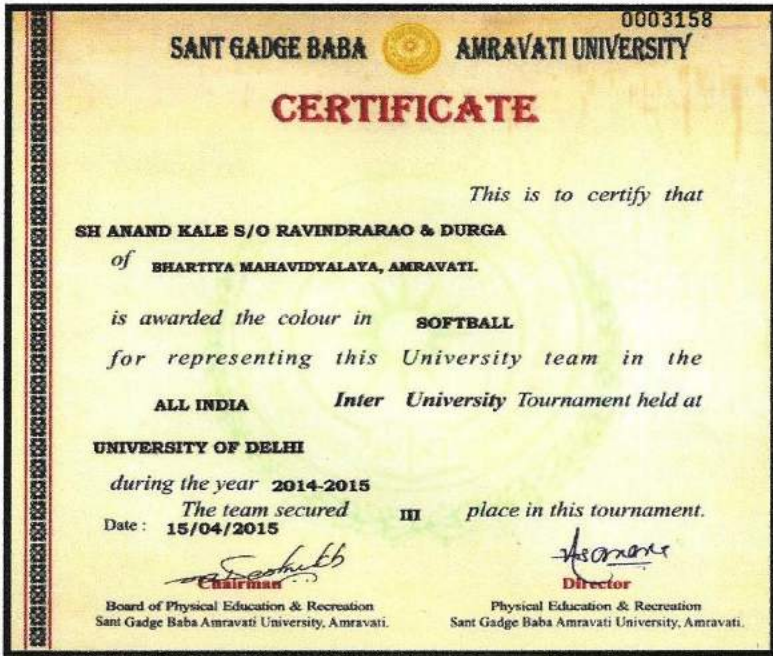 0003158
SANT GADGE BABA AMRAVATI UNIVERSITY
CERTIFICATE
This is to certify that
SH ANAND KALE S/O RAVINDRARAO & DURGA
of BHARTIYA MAHAVIDYALAYA, AMRAVATI.
is awarded the colour in SOFTBALL
for representing this University team in the
ALL INDIA Inter University Tournament held at
UNIVERSITY OF DELHI
during the year 2014-2015
The team secured III place in this tournament.
Date : 15/04/2015
Chairman Director
Board of Physical Education & Recreation Physical Education & Recreation
Sant Gadge Baba Amravati University, Amravati. Sant Gadge Baba Amravati University, Amravati.